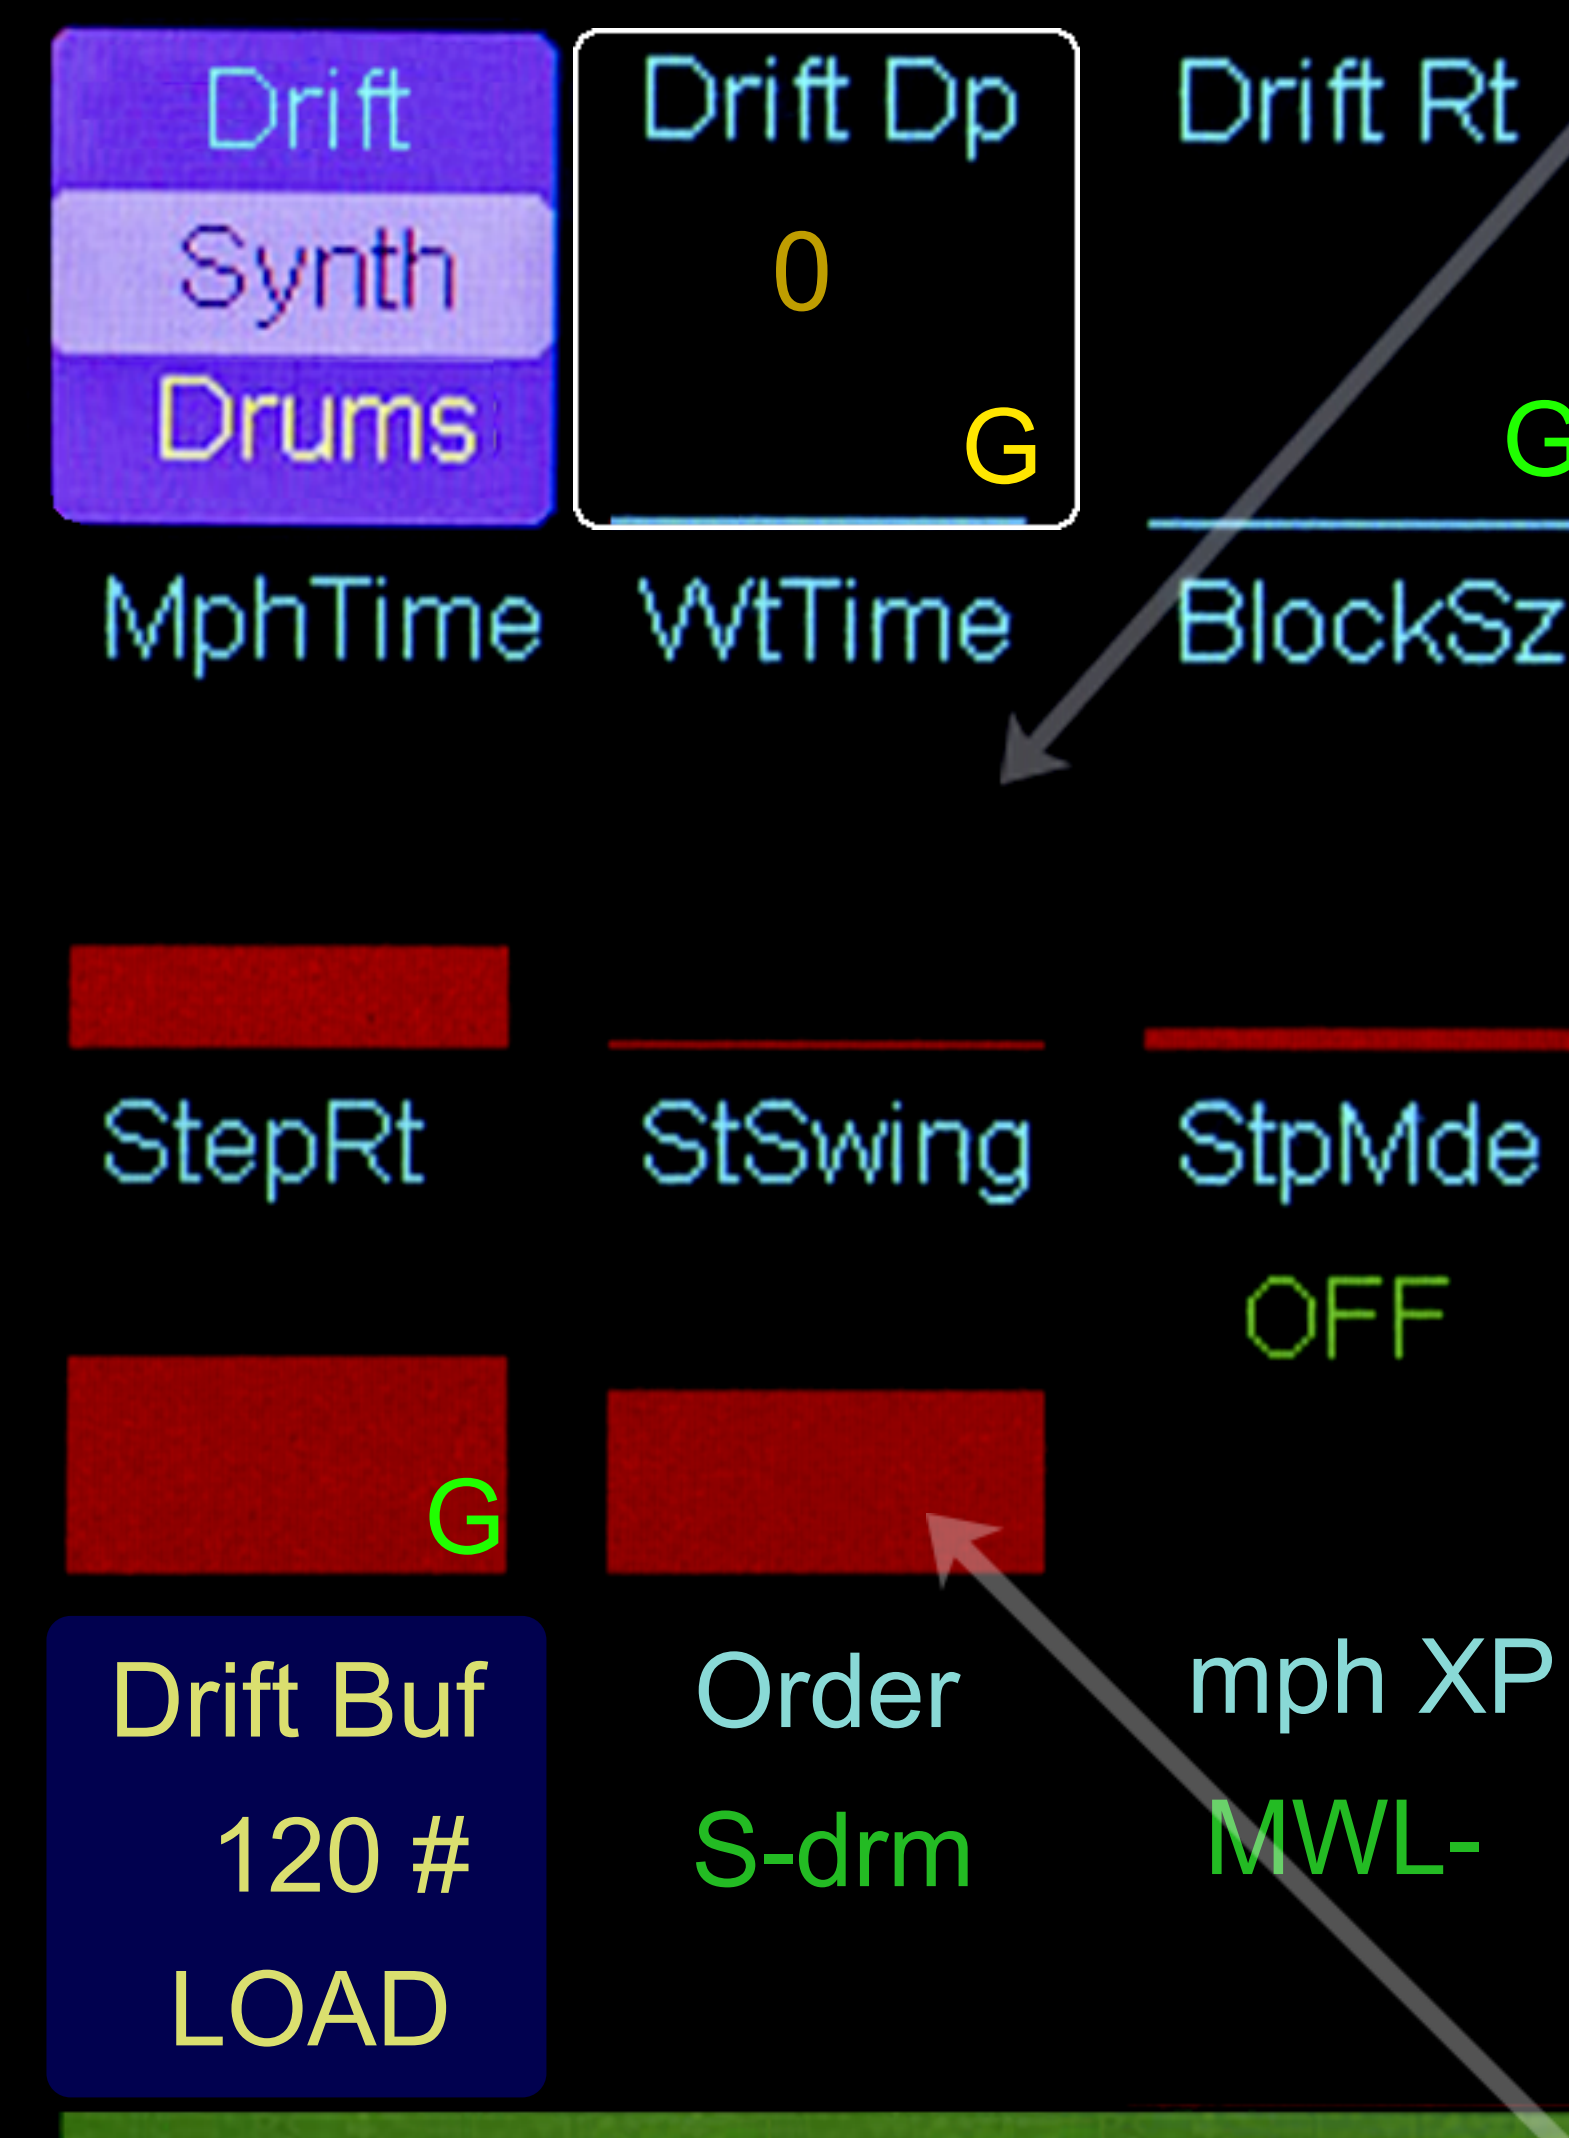 Drift
Synth
Drums
Drift Dp
0
G
Drift Rt
G
MphTime
WtTime
BlockSz
StepRt
G
StSwing
StpMde
OFF
Drift Buf
120 #
LOAD
Order
S-drm
mph XP
MWL-